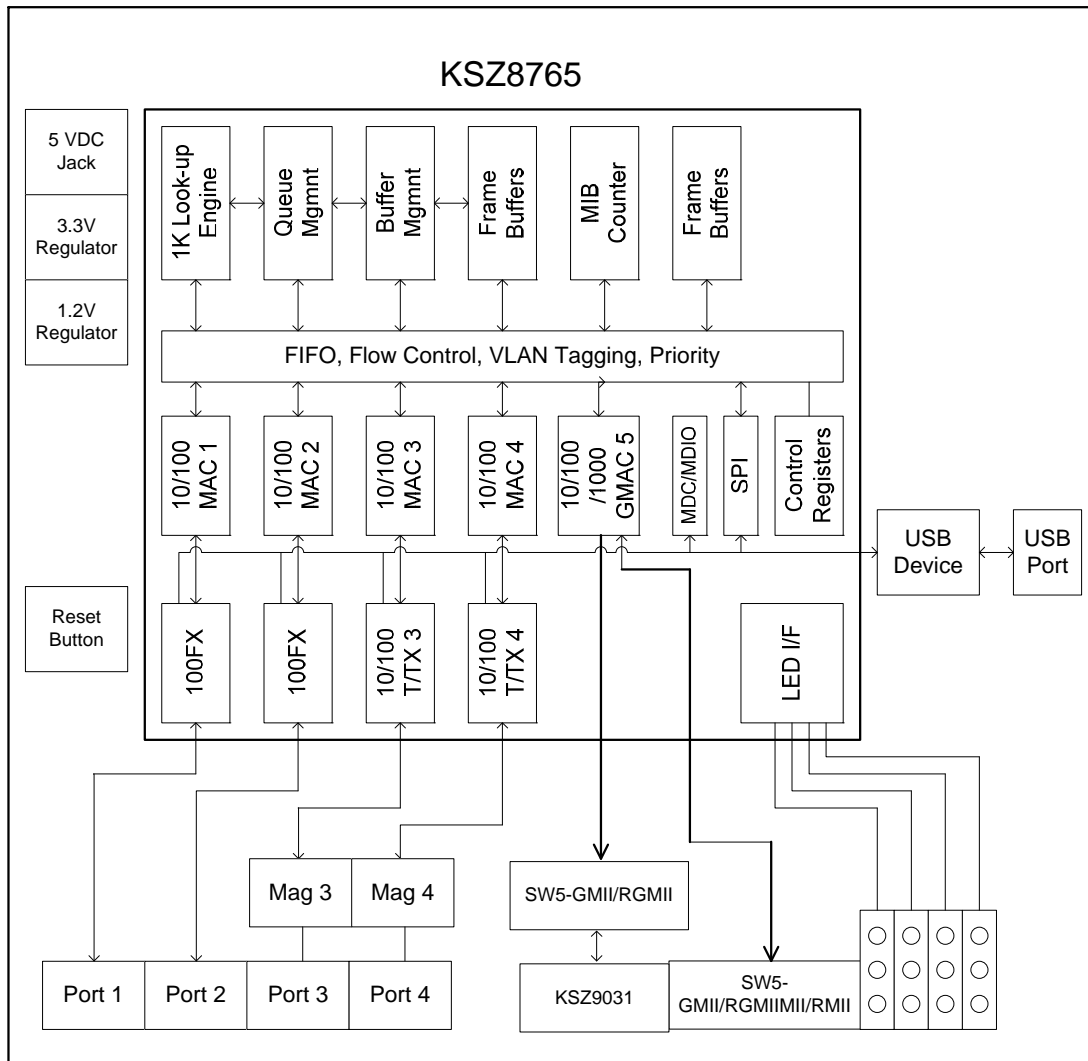 KSZ8765
5 VDC
Jack
3.3V
Regulator
1.2V
Regulator
1K Look-up
Engine
Queue
Mgmnt
Buffer
Mgmnt
Frame
Buffers
MIB
Counter
Frame
Buffers
FIFO, Flow Control, VLAN Tagging, Priority
10/100
MAC 1
10/100
MAC 2
10/100
MAC 3
10/100
MAC 4
10/100
/1000
GMAC 5
MDC/MDIO
SPI
Control
Registers
USB
Device
USB
Port
Reset
Button
100FX
100FX
10/100
T/TX 3
10/100
T/TX 4
LED I/F
Mag 3
Mag 4
SW5-GMII/RGMII
Port 1
Port 2
Port 3
Port 4
KSZ9031
SW5-
GMII/RGMIIMII/RMII